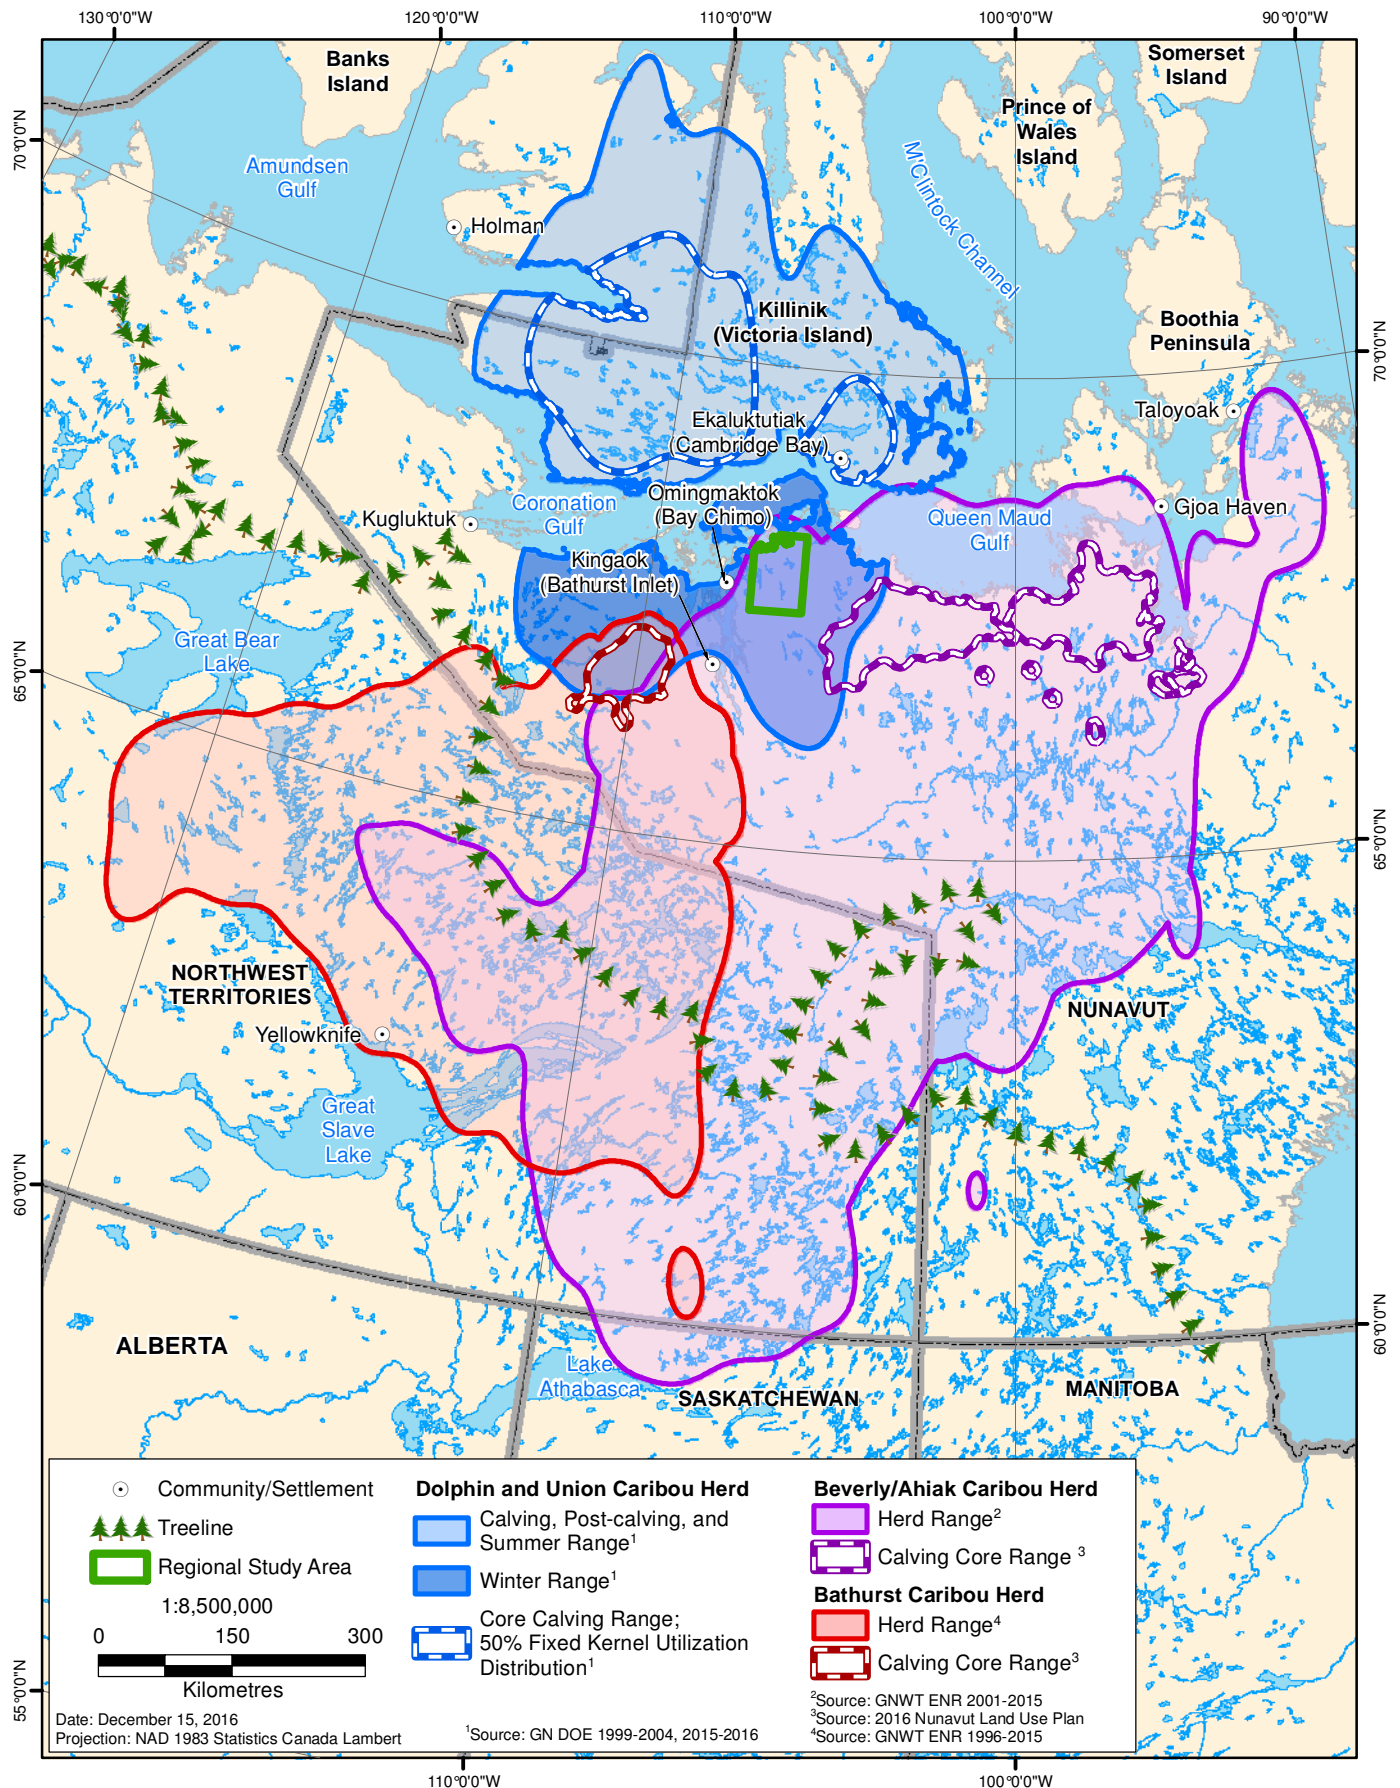 130°0'0"W
120°0'0"W
110°0'0"W
100°0'0"W
90°0'0"W
Banks
Island
Somerset
Island
Prince of
Wales
Island
70°0'0"N
Amundsen
Gulf
M'Clintock Channel
Holman
Killinik
(Victoria Island)
Boothia
Peninsula
70°0'0"N
Taloyoak
Ekaluktutiak
(Cambridge Bay)
Omingmaktok
(Bay Chimo)
Coronation
Gulf
Kugluktuk
Queen Maud
Gulf
Gjoa Haven
Kingaok
(Bathurst Inlet)
Great Bear
Lake
65°0'0"N
65°0'0"N
NORTHWEST
TERRITORIES
NUNAVUT
Yellowknife
Great
Slave
Lake
60°0'0"N
60°0'0"N
ALBERTA
Lake
Athabasca
SASKATCHEWAN
MANITOBA
55°0'0"N
Community/Settlement
Treeline
Regional Study Area
1:8,500,000
0 150 300
Kilometres
Date: December 15, 2016
Projection: NAD 1983 Statistics Canada Lambert
Dolphin and Union Caribou Herd
Calving, Post-calving, and
Summer Range¹
Winter Range¹
Core Calving Range;
50% Fixed Kernel Utilization
Distribution¹
¹Source: GN DOE 1999-2004, 2015-2016
Beverly/Ahiak Caribou Herd
Herd Range²
Calving Core Range ³
Bathurst Caribou Herd
Herd Range⁴
Calving Core Range³
²Source: GNWT ENR 2001-2015
³Source: 2016 Nunavut Land Use Plan
⁴Source: GNWT ENR 1996-2015
110°0'0"W
100°0'0"W